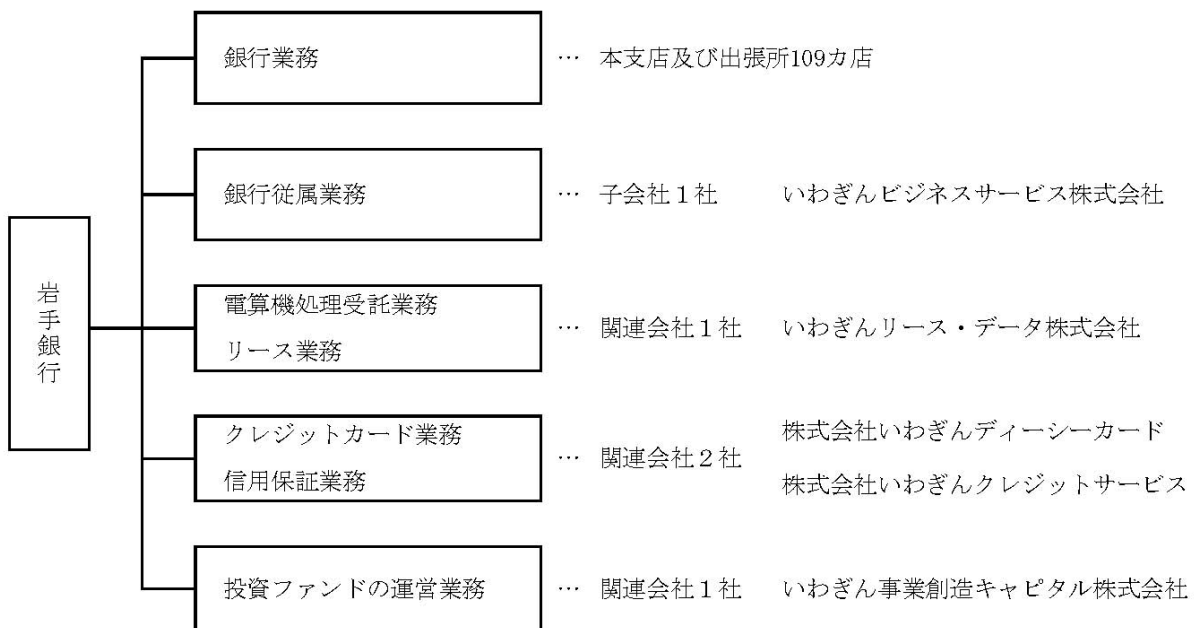 岩手銀行
銀行業務 … 本支店及び出張所109カ店
銀行従属業務 … 子会社１社 いわぎんビジネスサービス株式会社
電算機処理受託業務
リース業務
… 関連会社１社 いわぎんリース・データ株式会社
クレジットカード業務
信用保証業務
… 関連会社２社
株式会社いわぎんディーシーカード
株式会社いわぎんクレジットサービス
投資ファンドの運営業務 … 関連会社１社 いわぎん事業創造キャピタル株式会社